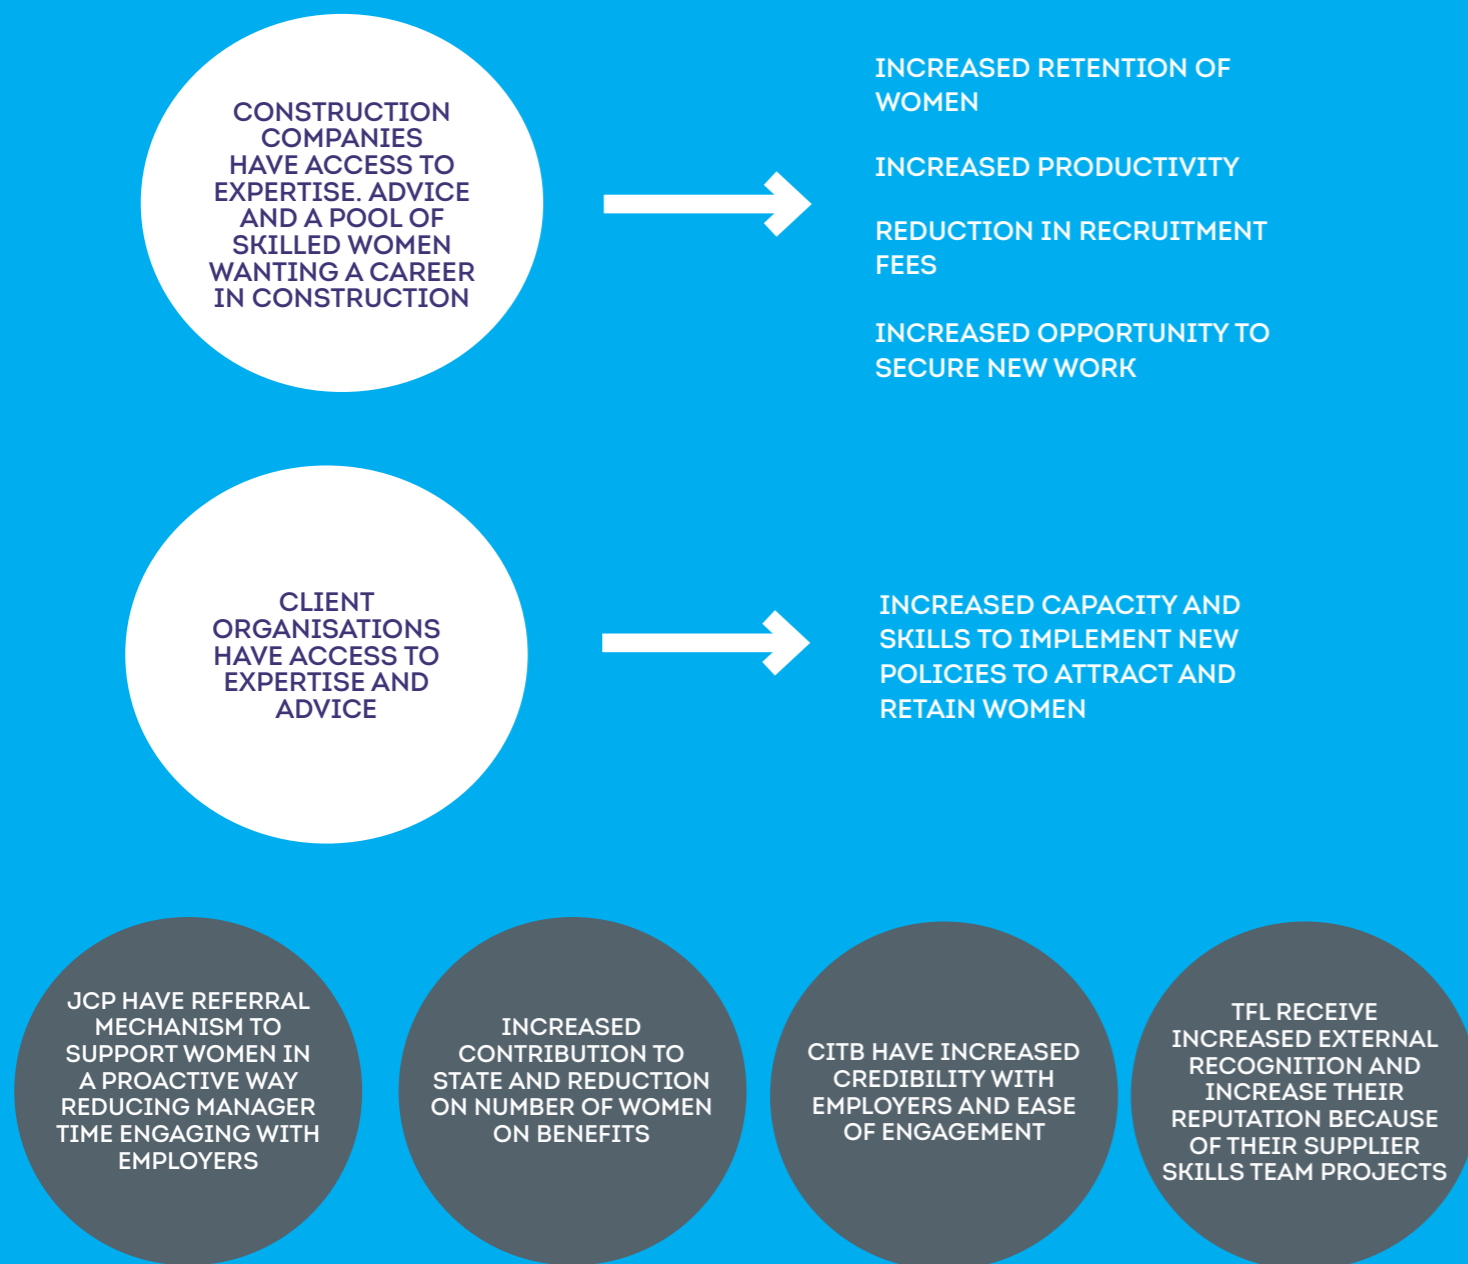 CONSTRUCTION
COMPANIES
HAVE ACCESS TO
EXPERTISE. ADVICE
AND A POOL OF
SKILLED WOMEN
WANTING A CAREER
IN CONSTRUCTION
INCREASED RETENTION OF
WOMEN
INCREASED PRODUCTIVITY
REDUCTION IN RECRUITMENT
FEES
INCREASED OPPORTUNITY TO
SECURE NEW WORK
CLIENT
ORGANISATIONS
HAVE ACCESS TO
EXPERTISE AND
ADVICE
INCREASED CAPACITY AND
SKILLS TO IMPLEMENT NEW
POLICIES TO ATTRACT AND
RETAIN WOMEN
JCP HAVE REFERRAL
MECHANISM TO
SUPPORT WOMEN IN
A PROACTIVE WAY
REDUCING MANAGER
TIME ENGAGING WITH
EMPLOYERS
INCREASED
CONTRIBUTION TO
STATE AND REDUCTION
ON NUMBER OF WOMEN
ON BENEFITS
CITB HAVE INCREASED
CREDIBILITY WITH
EMPLOYERS AND EASE
OF ENGAGEMENT
TFL RECEIVE
INCREASED EXTERNAL
RECOGNITION AND
INCREASE THEIR
REPUTATION BECAUSE
OF THEIR SUPPLIER
SKILLS TEAM PROJECTS